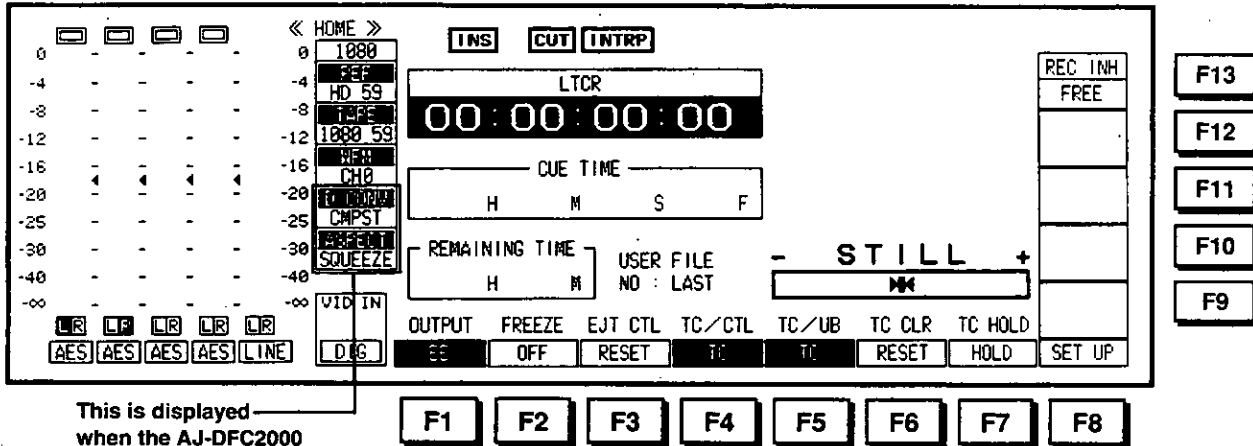 ≪ HOME ≫
INS CUT INTRP
0 - - - - 0 1080
-4 - - - - -4 REF
HD 59
-8 - - - - -8 TAPE
-12 - - - - -12 1080 59
-16 - - - - -16
CH0
-20 - - - - -20
-25 - - - - -25 CMPST
-30 - - - - -30 ASPECT
SQUEEZE
-40 - - - - -40
-∞ - - - - -∞ VID IN
LR LR LR LR LR
AES AES AES AES LINE DIG
LTCR
00:00:00:00
CUE TIME
H M S F
REMAINING TIME
H M
USER FILE
NO : LAST
- STILL +
REC INH
FREE
OUTPUT FREEZE EJT CTL TC/CTL TC/UB TC CLR TC HOLD
EE OFF RESET TC TC RESET HOLD SET UP
F13
F12
F11
F10
F9
F1 F2 F3 F4 F5 F6 F7 F8
This is displayed
when the AJ-DFC2000